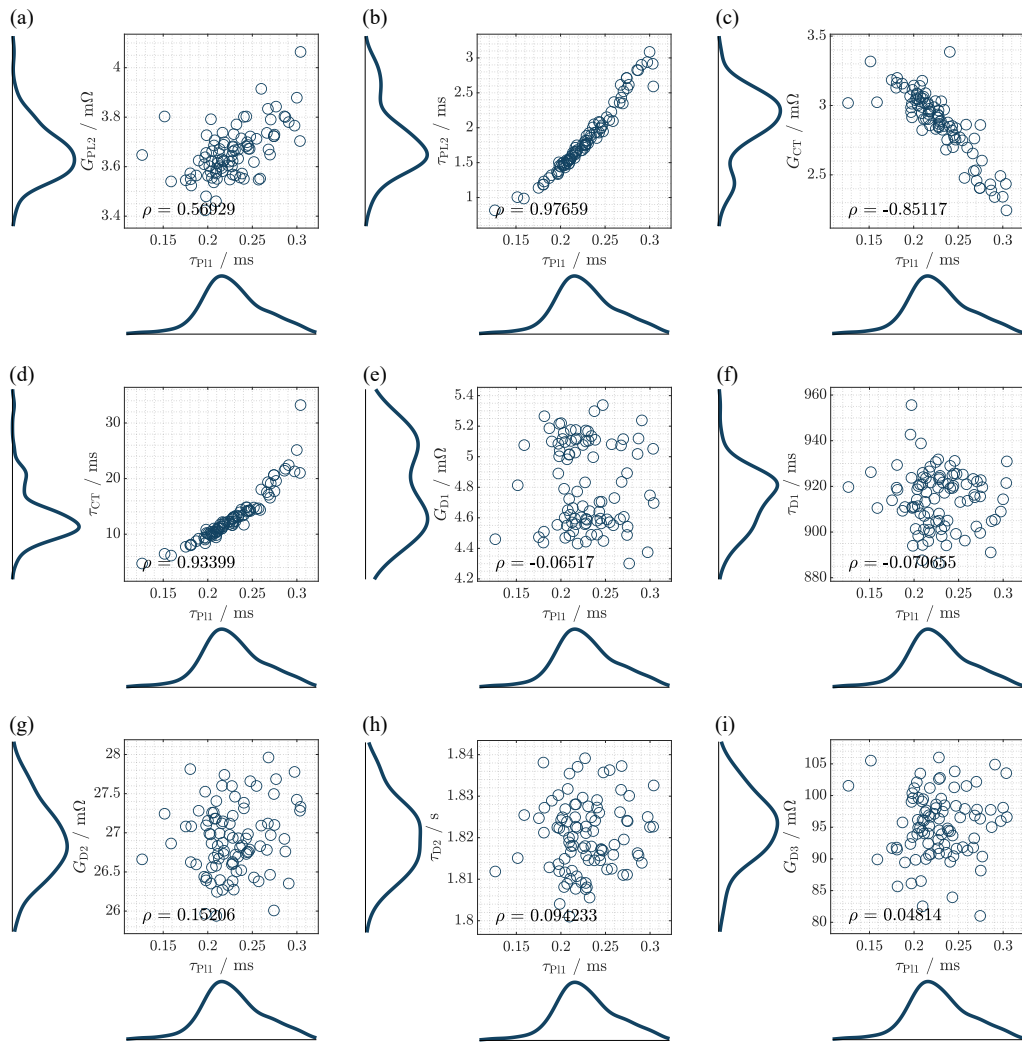 (a)
(b)
(c)
4
3.8
3.6
3.4
G_PL2 / mΩ
ρ = 0.56929
0.15 0.2 0.25 0.3
τ_Pl1 / ms
3
2.5
2
1.5
1
τ_PL2 / ms
ρ = 0.97659
0.15 0.2 0.25 0.3
τ_Pl1 / ms
3.5
3
2.5
G_CT / mΩ
ρ = -0.85117
0.15 0.2 0.25 0.3
τ_Pl1 / ms
(d)
(e)
(f)
30
20
10
τ_CT / ms
ρ = 0.93399
0.15 0.2 0.25 0.3
τ_Pl1 / ms
5.4
5.2
5
4.8
4.6
4.4
4.2
G_D1 / mΩ
ρ = -0.06517
0.15 0.2 0.25 0.3
τ_Pl1 / ms
960
940
920
900
880
τ_D1 / ms
ρ = -0.070655
0.15 0.2 0.25 0.3
τ_Pl1 / ms
(g)
(h)
(i)
28
27.5
27
26.5
26
G_D2 / mΩ
ρ = 0.15206
0.15 0.2 0.25 0.3
τ_Pl1 / ms
1.84
1.83
1.82
1.81
1.8
τ_D2 / s
ρ = 0.094233
0.15 0.2 0.25 0.3
τ_Pl1 / ms
105
100
95
90
85
80
G_D3 / mΩ
ρ = 0.04814
0.15 0.2 0.25 0.3
τ_Pl1 / ms